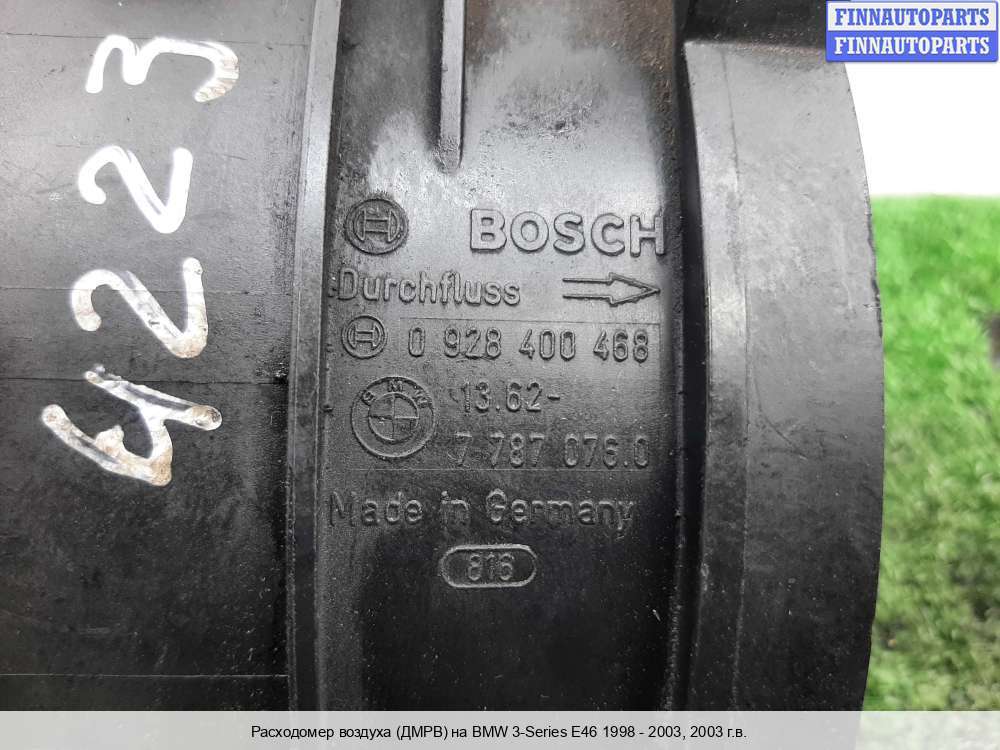 FINNAUTOPARTS
FINNAUTOPARTS
4223
BOSCH
Durchfluss
0 928 400 468
BMW
13.62-
7 787 076.0
Made in Germany
816
Расходомер воздуха (ДМРВ) на BMW 3-Series E46 1998 - 2003, 2003 г.в.